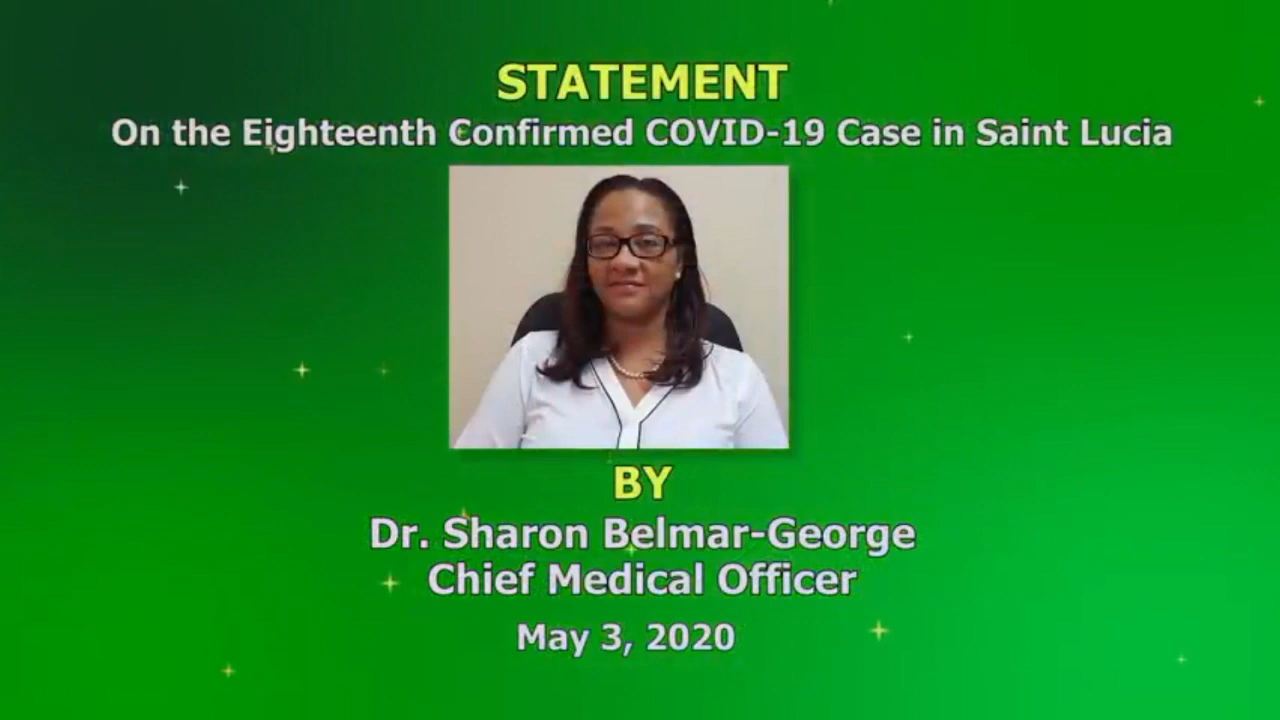 STATEMENT
On the Eighteenth Confirmed COVID-19 Case in Saint Lucia
BY
Dr. Sharon Belmar-George
Chief Medical Officer
May 3, 2020